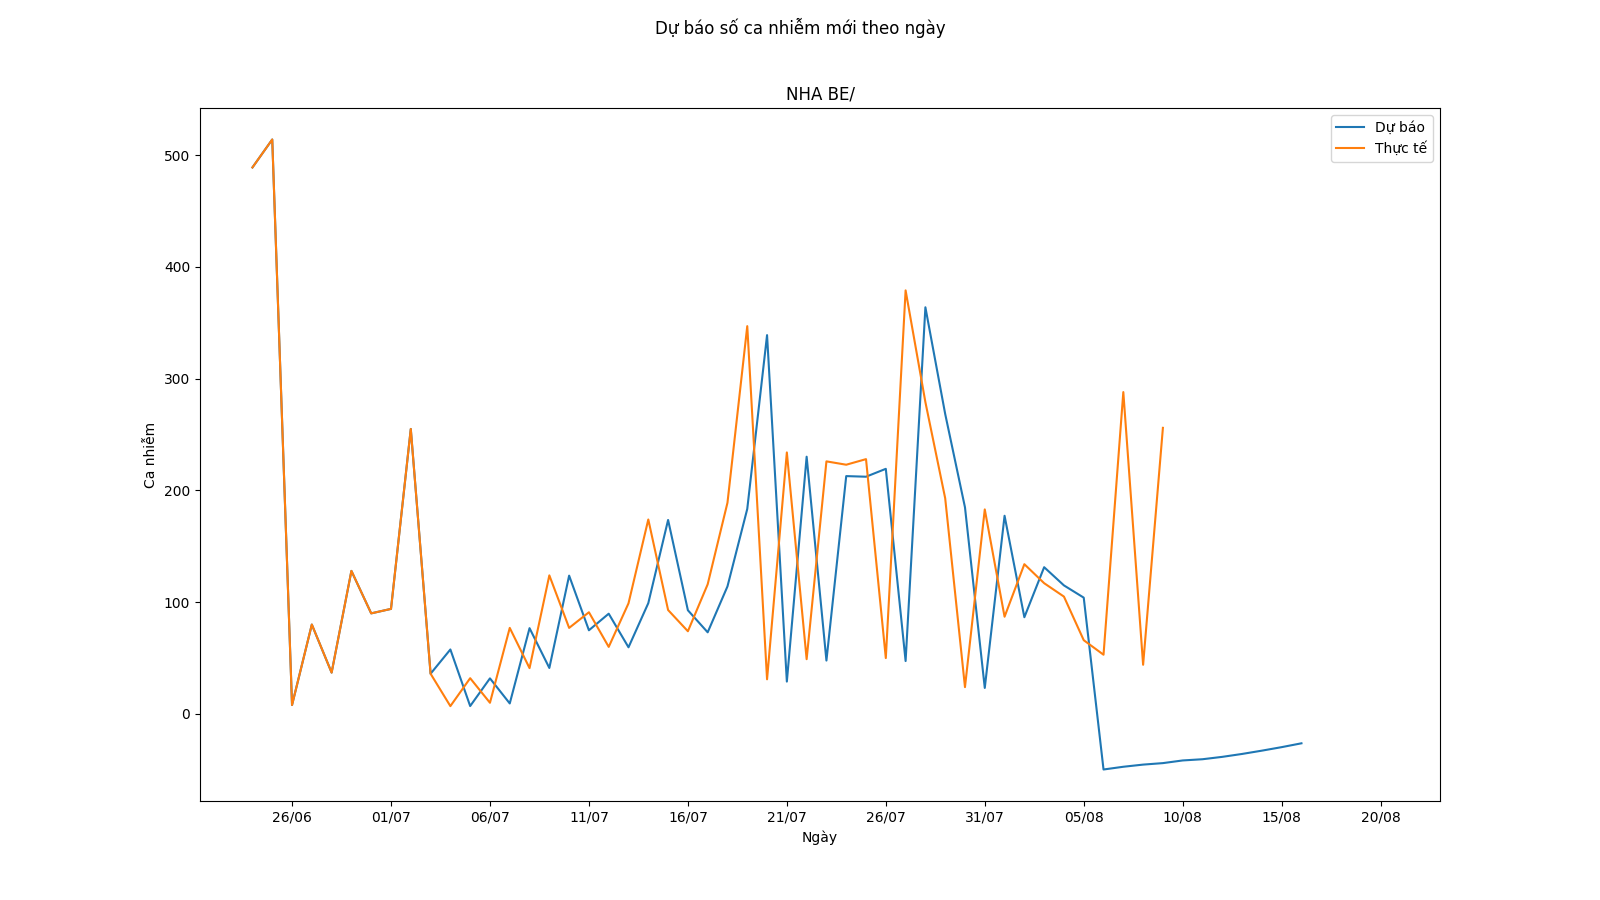 Dự báo số ca nhiễm mới theo ngày
NHA BE/
Dự báo
Thực tế
500
400
300
200
100
0
Ca nhiễm
26/06 01/07 06/07 11/07 16/07 21/07 26/07 31/07 05/08 10/08 15/08 20/08
Ngày